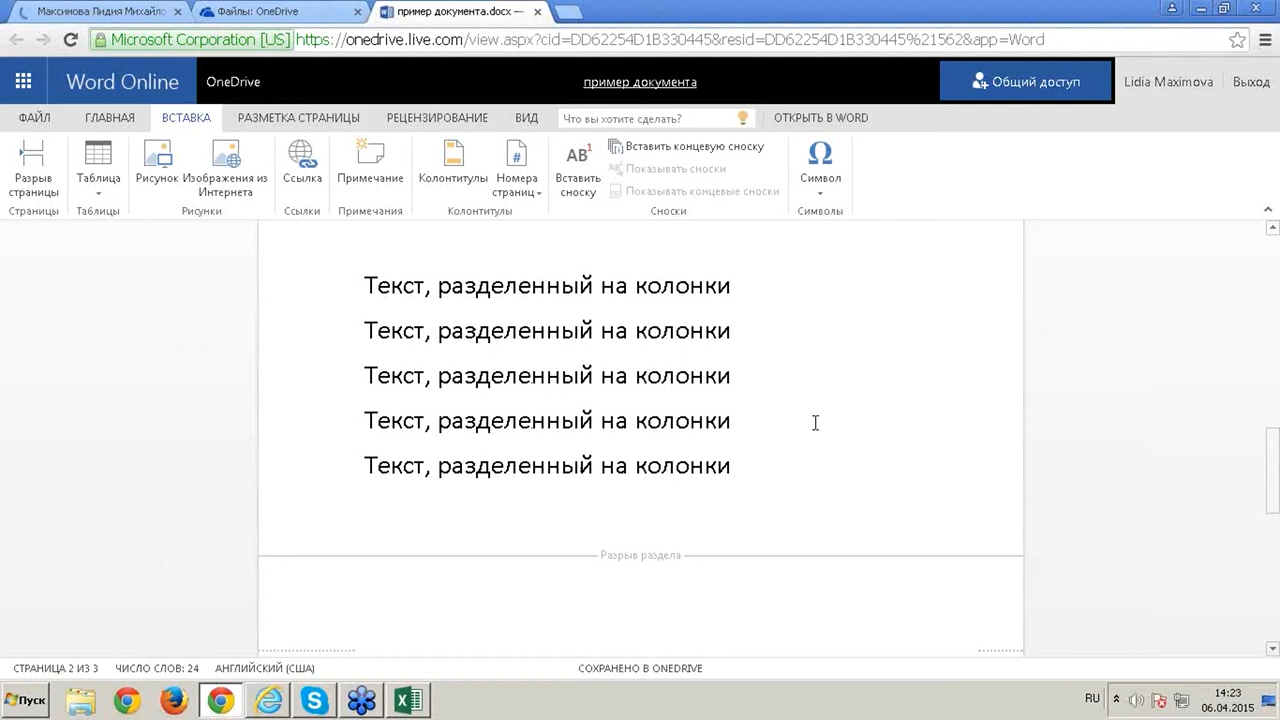 Максимова Лидия Михайло
Файлы: OneDrive
пример документа.docx —
Microsoft Corporation [US] https://onedrive.live.com/view.aspx?cid=DD62254D1B330445&resid=DD62254D1B330445%21562&app=Word
Word Online
OneDrive
пример документа
Общий доступ
Lidia Maximova
Выход
ФАЙЛ ГЛАВНАЯ ВСТАВКА РАЗМЕТКА СТРАНИЦЫ РЕЦЕНЗИРОВАНИЕ ВИД Что вы хотите сделать? ОТКРЫТЬ В WORD
Разрыв
страницы
Страницы
Таблица
Таблицы
Рисунок
Изображения из
Интернета
Рисунки
Ссылка
Ссылки
Примечание
Примечания
Колонтитулы
Номера
страниц
#
Колонтитулы
AB1
Вставить
сноску
Вставить концевую сноску
Показывать сноски
Показывать концевые сноски
Сноски
Ω
Символ
Символы
Текст, разделенный на колонки
Текст, разделенный на колонки
Текст, разделенный на колонки
Текст, разделенный на колонки
Текст, разделенный на колонки
Разрыв раздела
СТРАНИЦА 2 ИЗ 3 ЧИСЛО СЛОВ: 24 АНГЛИЙСКИЙ (США) СОХРАНЕНО В ONEDRIVE
Пуск
RU
14:23
06.04.2015